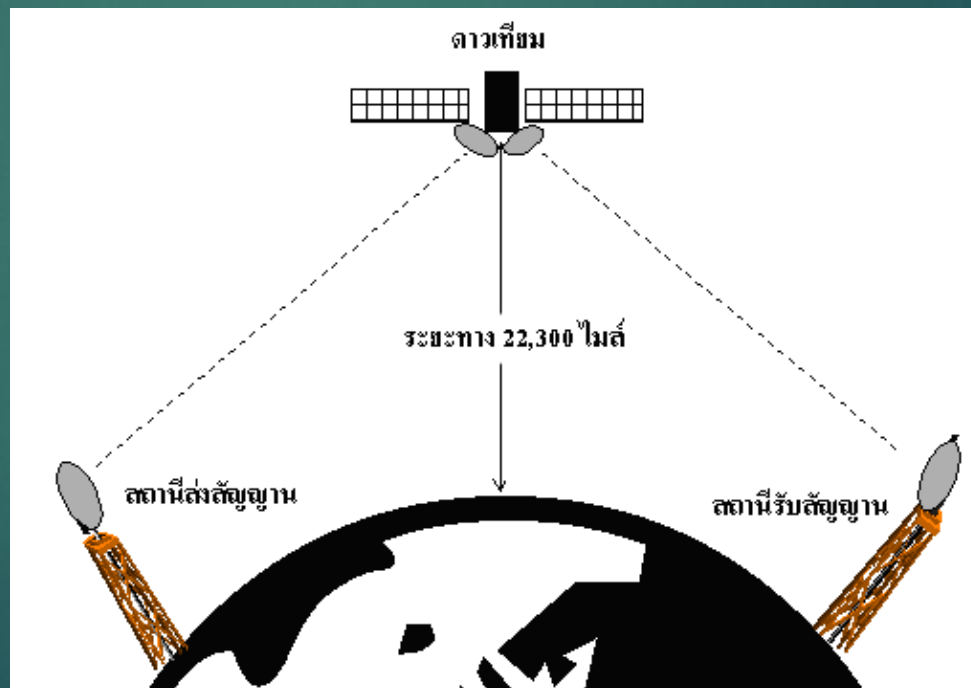 ดาวเทียม
ระยะทาง 22,300 ไมล์
สถานีส่งสัญญาน
สถานีรับสัญญาน